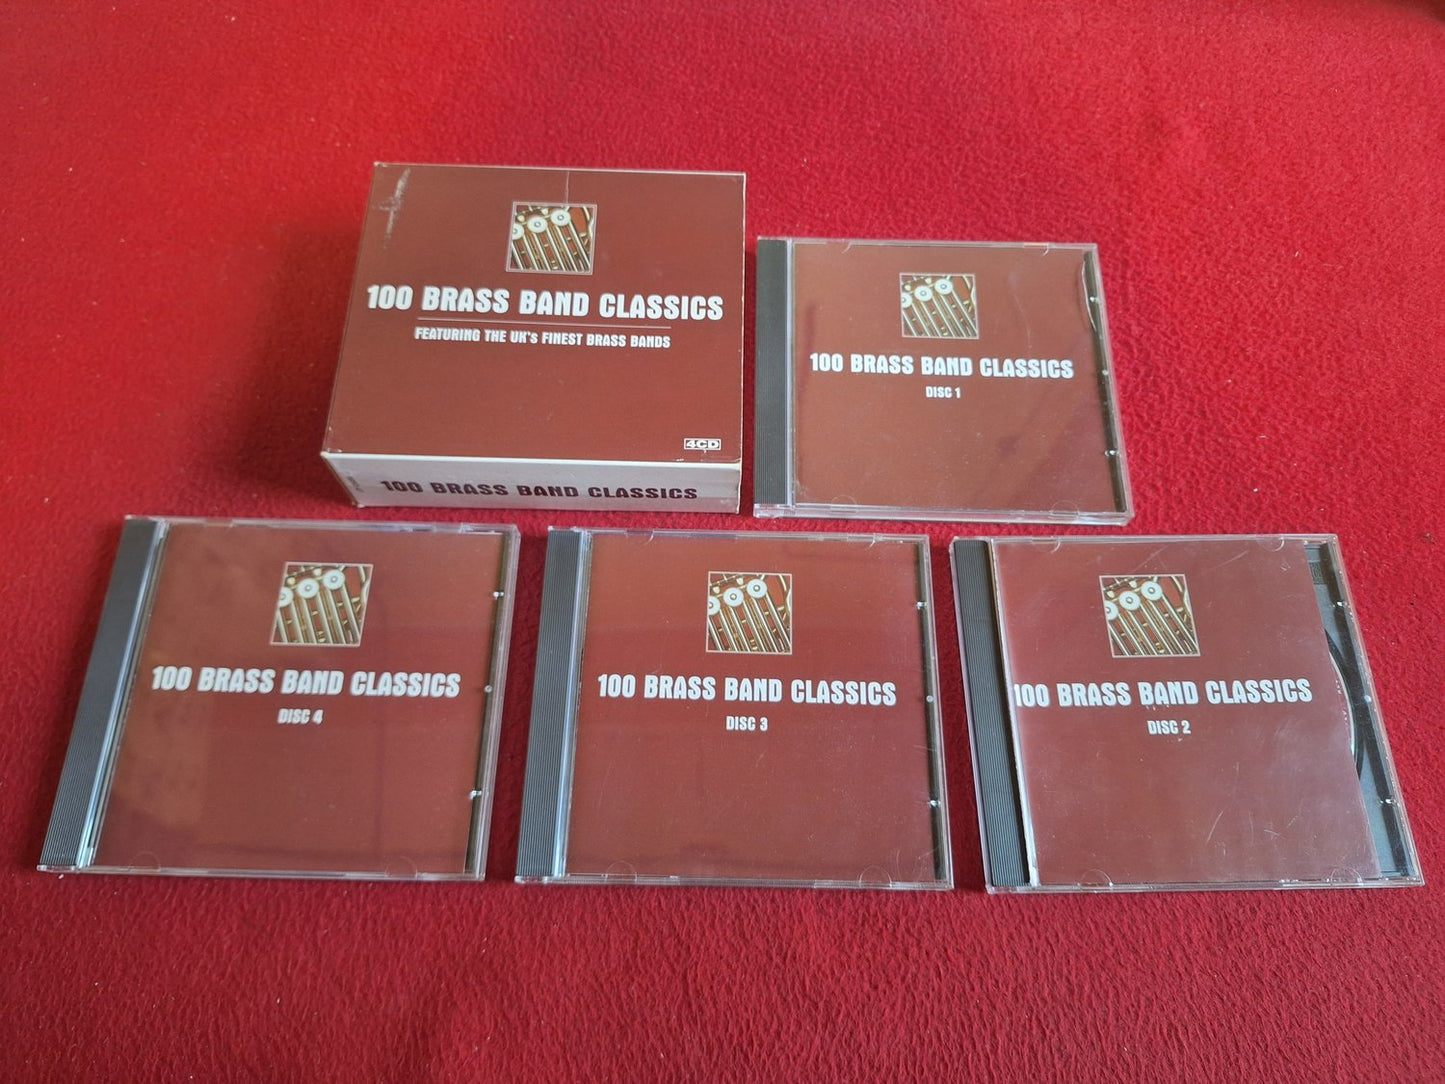 100 BRASS BAND CLASSICS
FEATURING THE UK's FINEST BRASS BANDS
4CD
100 BRASS BAND CLASSICS
100 BRASS BAND CLASSICS
DISC 1
100 BRASS BAND CLASSICS
DISC 4
100 BRASS BAND CLASSICS
DISC 3
100 BRASS BAND CLASSICS
DISC 2